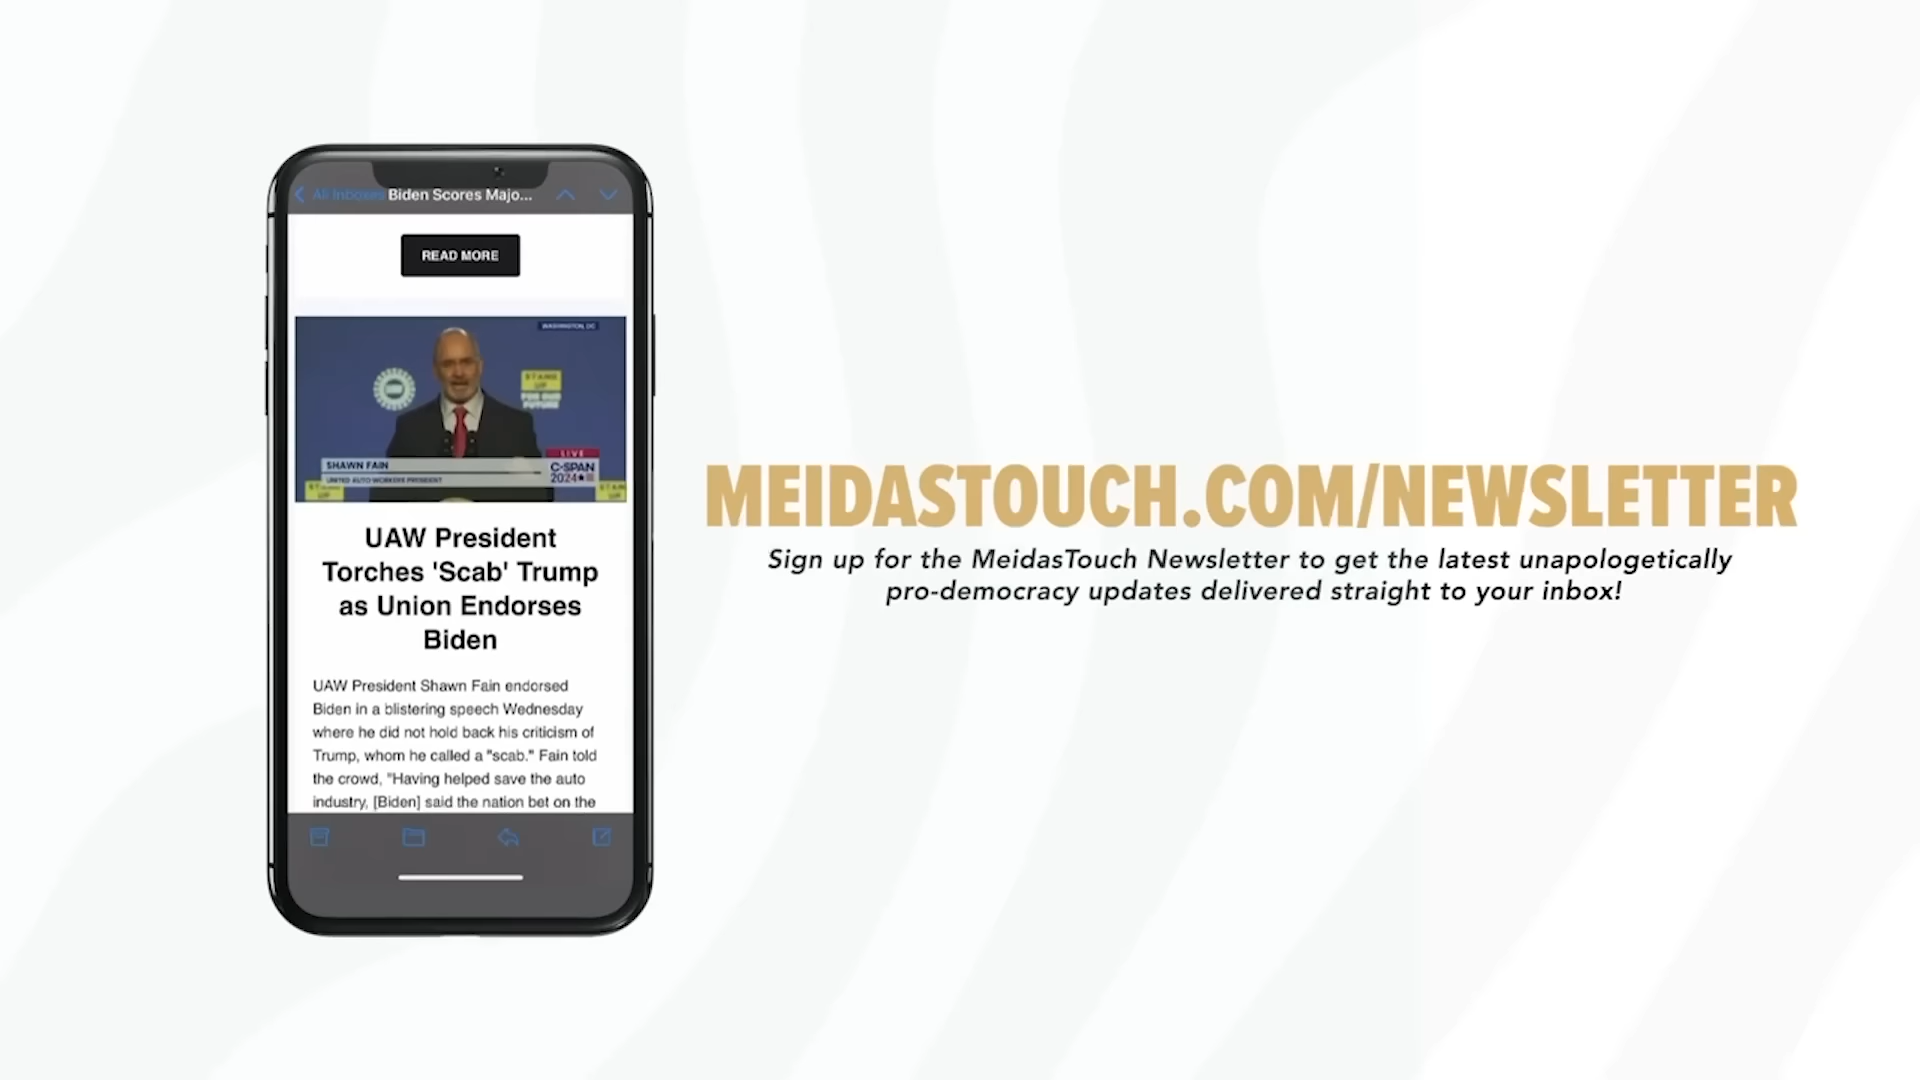 All Inboxes Biden Scores Majo...
READ MORE
WASHINGTON, DC
STAND
UP
FOR OUR
FUTURE
LIVE
SHAWN FAIN
C-SPAN
UNITED AUTO WORKERS PRESIDENT
2024
UP
UP
UAW President
Torches 'Scab' Trump
as Union Endorses
Biden
UAW President Shawn Fain endorsed
Biden in a blistering speech Wednesday
where he did not hold back his criticism of
Trump, whom he called a "scab." Fain told
the crowd, "Having helped save the auto
industry, [Biden] said the nation bet on the
MEIDASTOUCH.COM/NEWSLETTER
Sign up for the MeidasTouch Newsletter to get the latest unapologetically
pro-democracy updates delivered straight to your inbox!